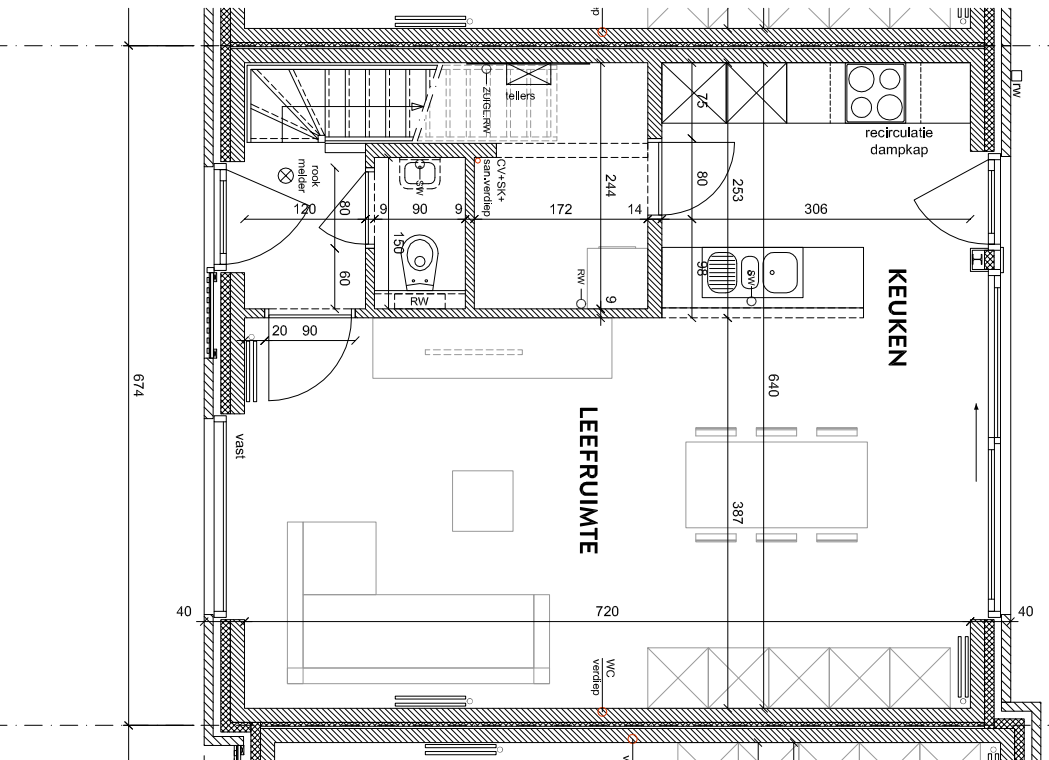 rw
75
ZUIGL.RW
tellers
recirculatie
dampkap
rook
melder
SW
CV+SK+
san.verdiep
244
80
253
120
80
9
90
9
172
14
306
150
60
RW
RW
9
98
SW
20
90
KEUKEN
674
640
vast
LEEFRUIMTE
387
40
720
40
WC
verdiep